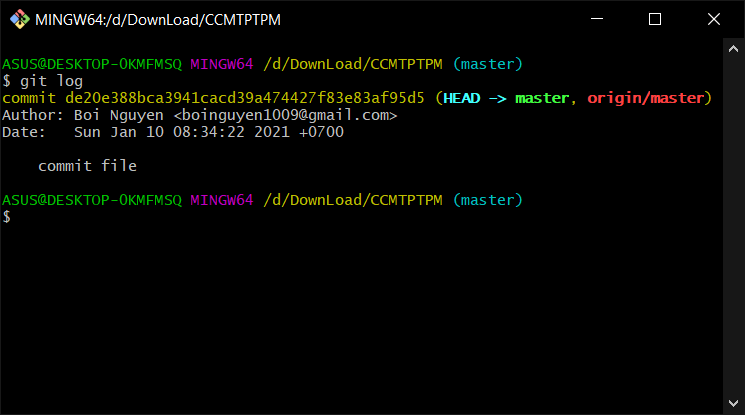 MINGW64:/d/DownLoad/CCMTPTPM
ASUS@DESKTOP-0KMFMSQ MINGW64 /d/DownLoad/CCMTPTPM (master)
$ git log
commit de20e388bca3941cacd39a474427f83e83af95d5 (HEAD -> master, origin/master)
Author: Boi Nguyen <boinguyen1009@gmail.com>
Date:   Sun Jan 10 08:34:22 2021 +0700
    commit file
ASUS@DESKTOP-0KMFMSQ MINGW64 /d/DownLoad/CCMTPTPM (master)
$